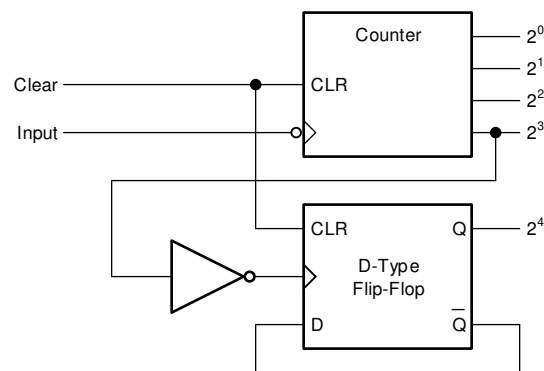 Counter
2⁰
2¹
Clear
CLR
2²
Input
2³
CLR
Q
2⁴
D-Type
Flip-Flop
D
Q̅